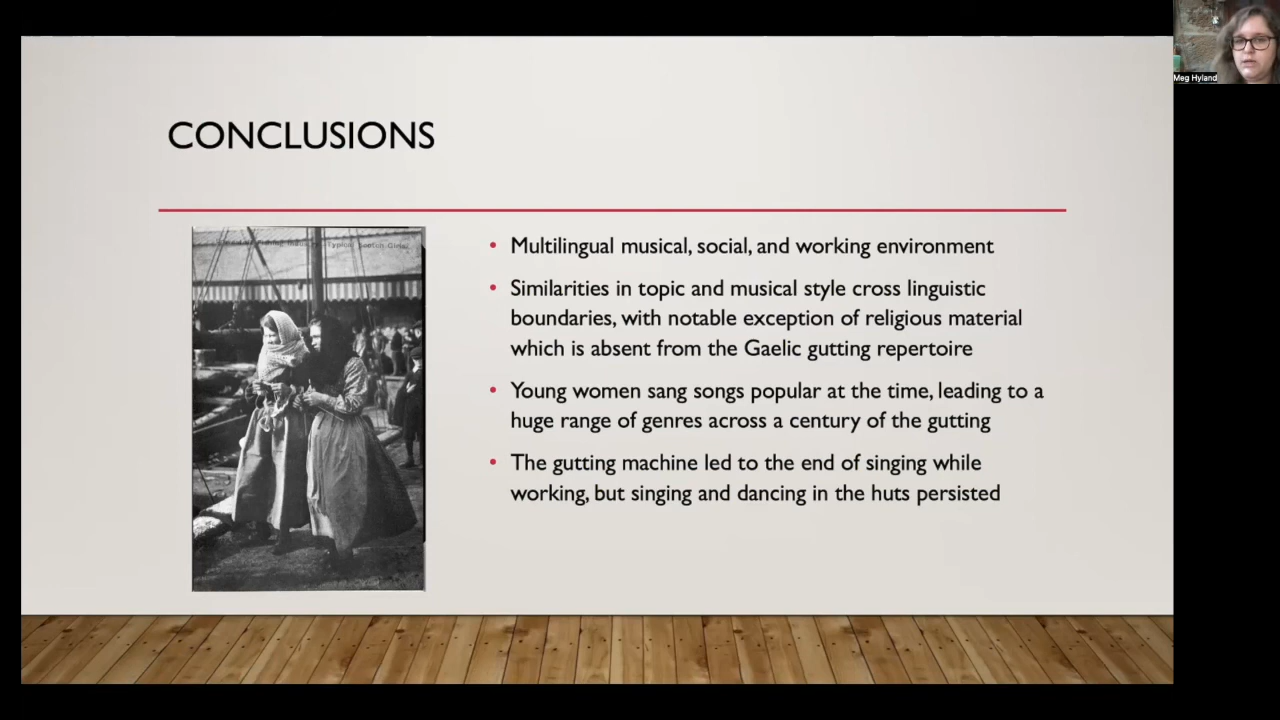 Meg Hyland
CONCLUSIONS
Typical Scotch Girls
• Multilingual musical, social, and working environment
• Similarities in topic and musical style cross linguistic
boundaries, with notable exception of religious material
which is absent from the Gaelic gutting repertoire
• Young women sang songs popular at the time, leading to a
huge range of genres across a century of the gutting
• The gutting machine led to the end of singing while
working, but singing and dancing in the huts persisted